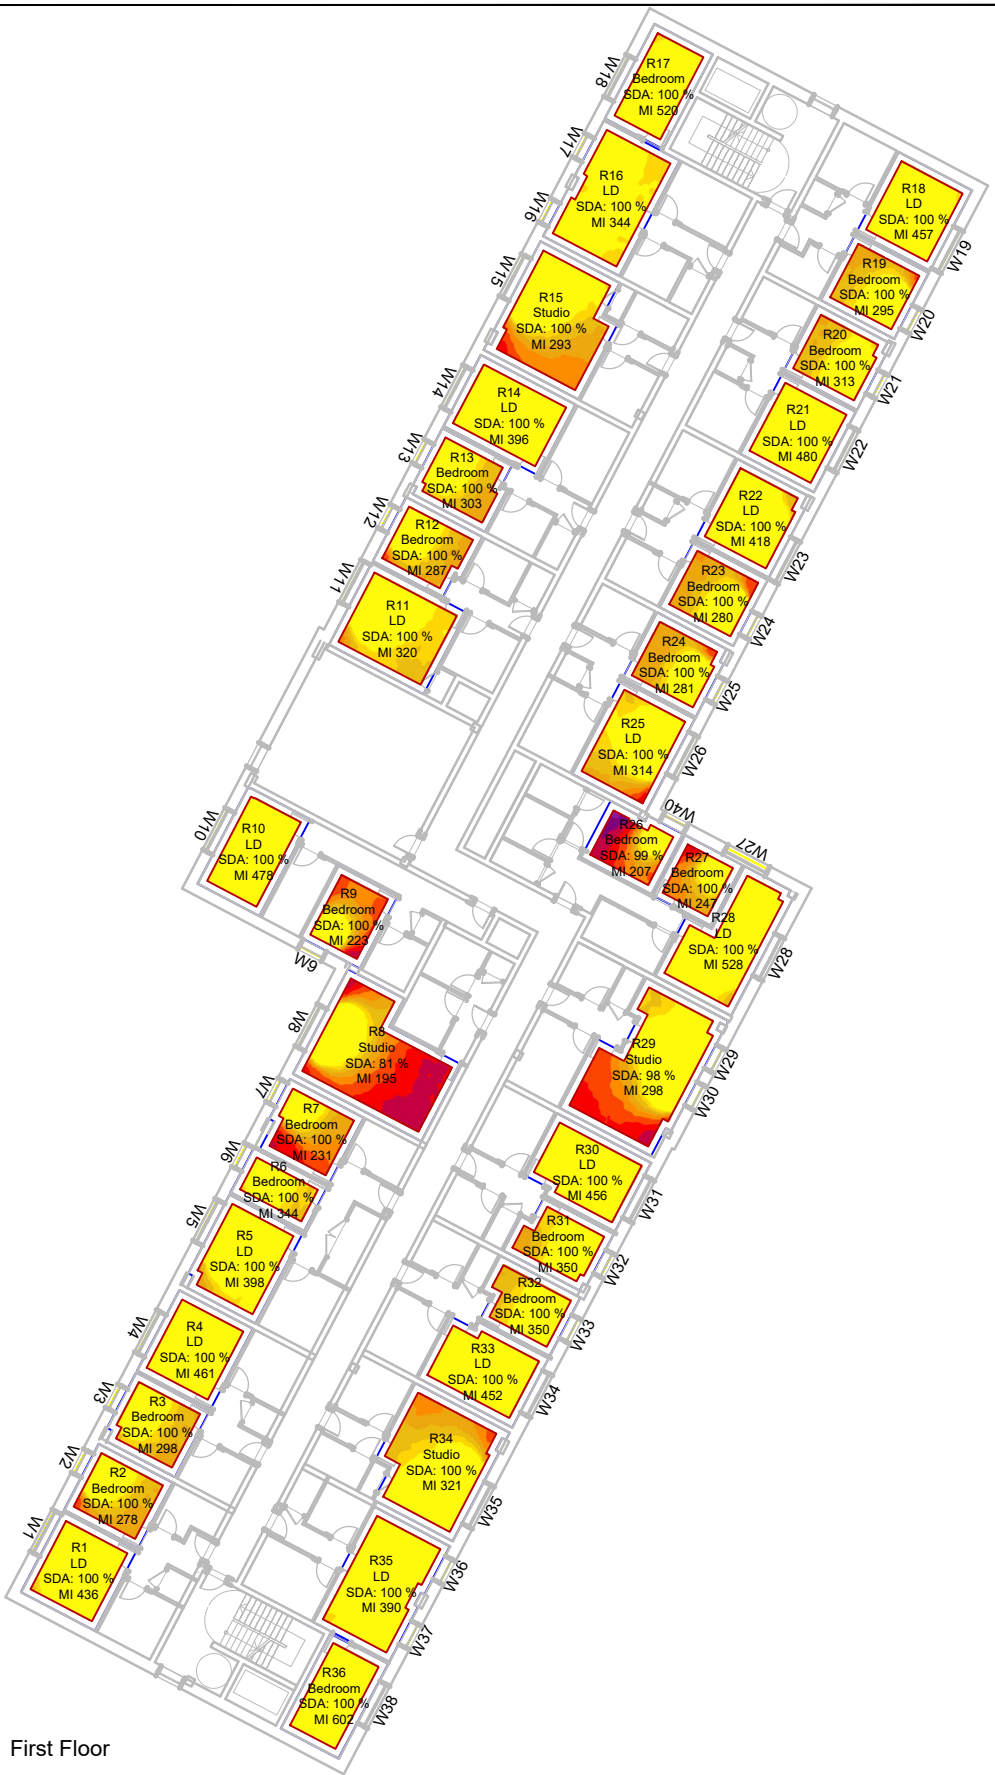 W18
R17
Bedroom
SDA: 100 %
MI 520
W17
R16
LD
SDA: 100 %
MI 344
W16
R18
LD
SDA: 100 %
MI 457
W19
W15
R15
Studio
SDA: 100 %
MI 293
R19
Bedroom
SDA: 100 %
MI 295
W20
R20
Bedroom
SDA: 100 %
MI 313
W21
W14
R14
LD
SDA: 100 %
MI 396
R21
LD
SDA: 100 %
MI 480
W22
W13
R13
Bedroom
SDA: 100 %
MI 303
R22
LD
SDA: 100 %
MI 418
W23
W12
R12
Bedroom
SDA: 100 %
MI 287
R23
Bedroom
SDA: 100 %
MI 280
W24
W11
R11
LD
SDA: 100 %
MI 320
R24
Bedroom
SDA: 100 %
MI 281
W25
R25
LD
SDA: 100 %
MI 314
W26
W10
R10
LD
SDA: 100 %
MI 478
W40
R26
Bedroom
SDA: 99 %
MI 207
W27
R27
Bedroom
SDA: 100 %
MI 247
R9
Bedroom
SDA: 100 %
MI 223
W9
R28
LD
SDA: 100 %
MI 528
W28
W8
R8
Studio
SDA: 81 %
MI 195
R29
Studio
SDA: 98 %
MI 298
W29
W30
W7
R7
Bedroom
SDA: 100 %
MI 231
R30
LD
SDA: 100 %
MI 456
W31
W6
R6
Bedroom
SDA: 100 %
MI 344
W5
R5
LD
SDA: 100 %
MI 398
R31
Bedroom
SDA: 100 %
MI 350
W32
R32
Bedroom
SDA: 100 %
MI 350
W33
W4
R4
LD
SDA: 100 %
MI 461
R33
LD
SDA: 100 %
MI 452
W34
W3
R3
Bedroom
SDA: 100 %
MI 298
R34
Studio
SDA: 100 %
MI 321
W35
W2
R2
Bedroom
SDA: 100 %
MI 278
W1
R1
LD
SDA: 100 %
MI 436
R35
LD
SDA: 100 %
MI 390
W36
W37
R36
Bedroom
SDA: 100 %
MI 602
W38
First Floor